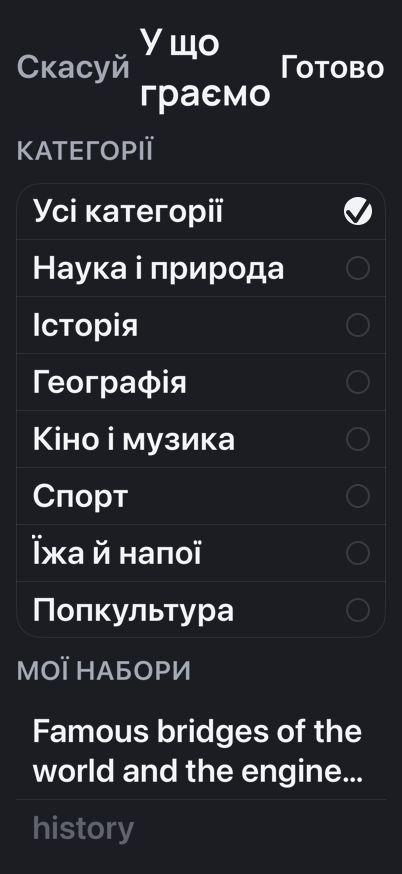 Скасуй
У що
граємо
Готово
КАТЕГОРІЇ
Усі категорії
Наука і природа
Історія
Географія
Кіно і музика
Спорт
Їжа й напої
Попкультура
МОЇ НАБОРИ
Famous bridges of the
world and the engine…
history